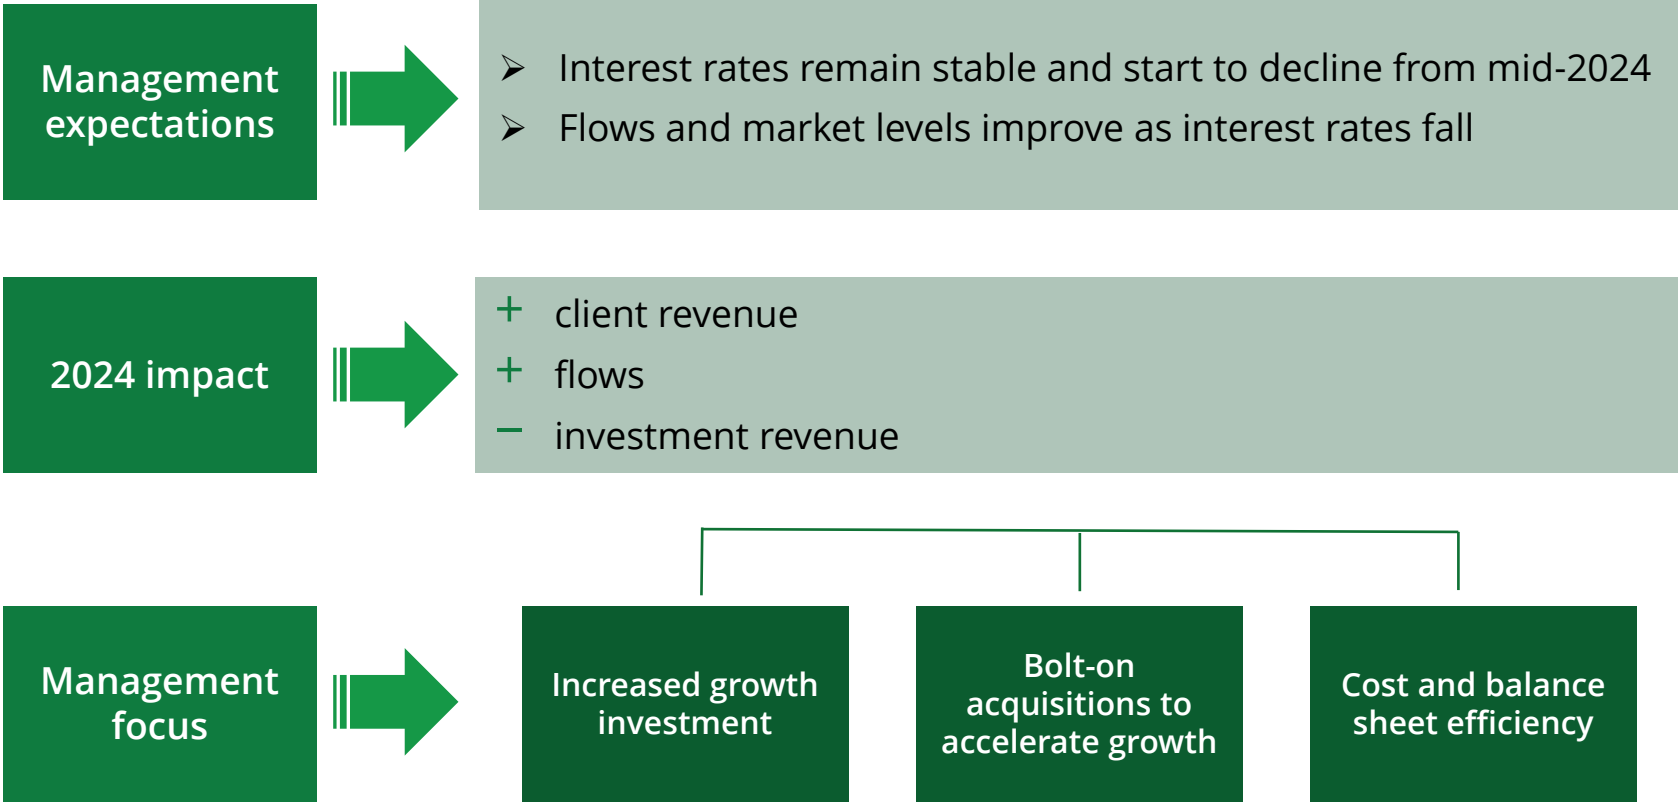 Management
expectations
➢ Interest rates remain stable and start to decline from mid-2024
➢ Flows and market levels improve as interest rates fall
2024 impact
+ client revenue
+ flows
− investment revenue
Management
focus
Increased growth
investment
Bolt-on
acquisitions to
accelerate growth
Cost and balance
sheet efficiency